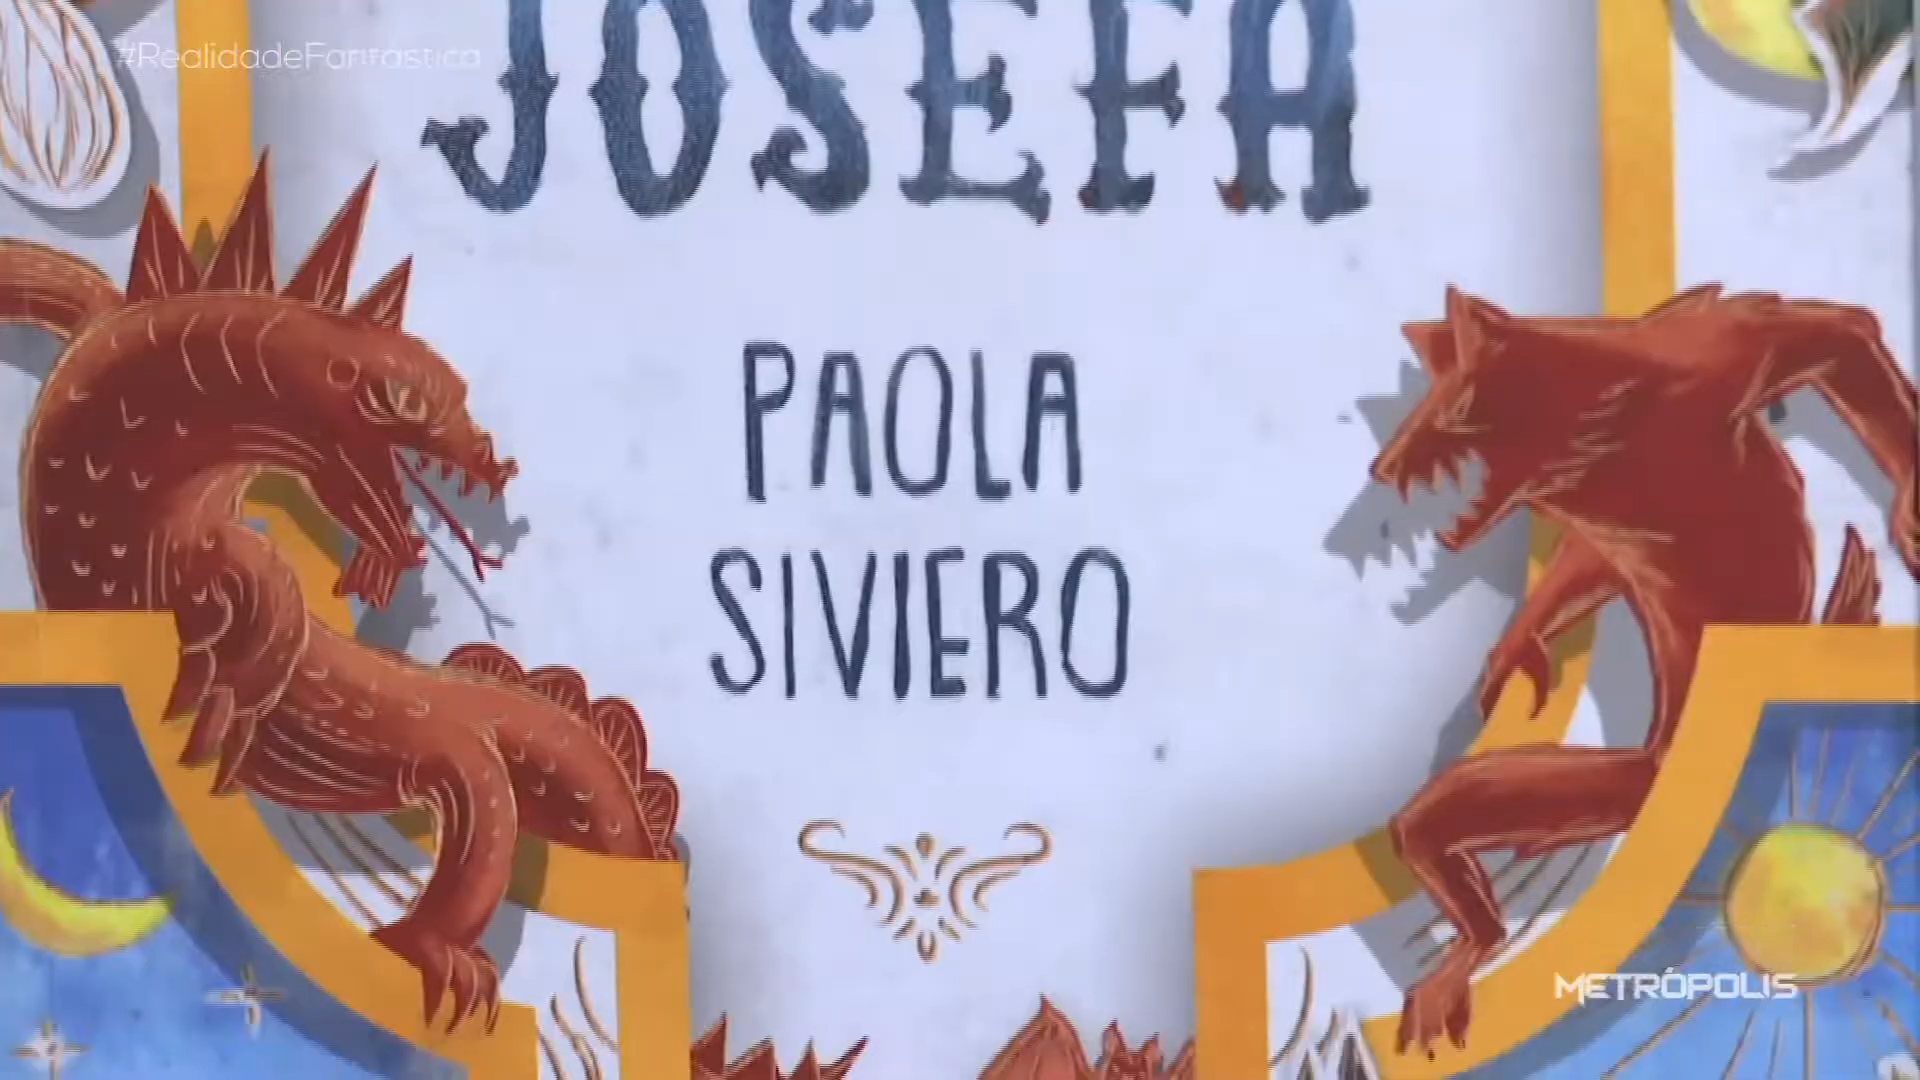 #RealidadeFantástica
JOSEFA
PAOLA
SIVIERO
METRÓPOLIS